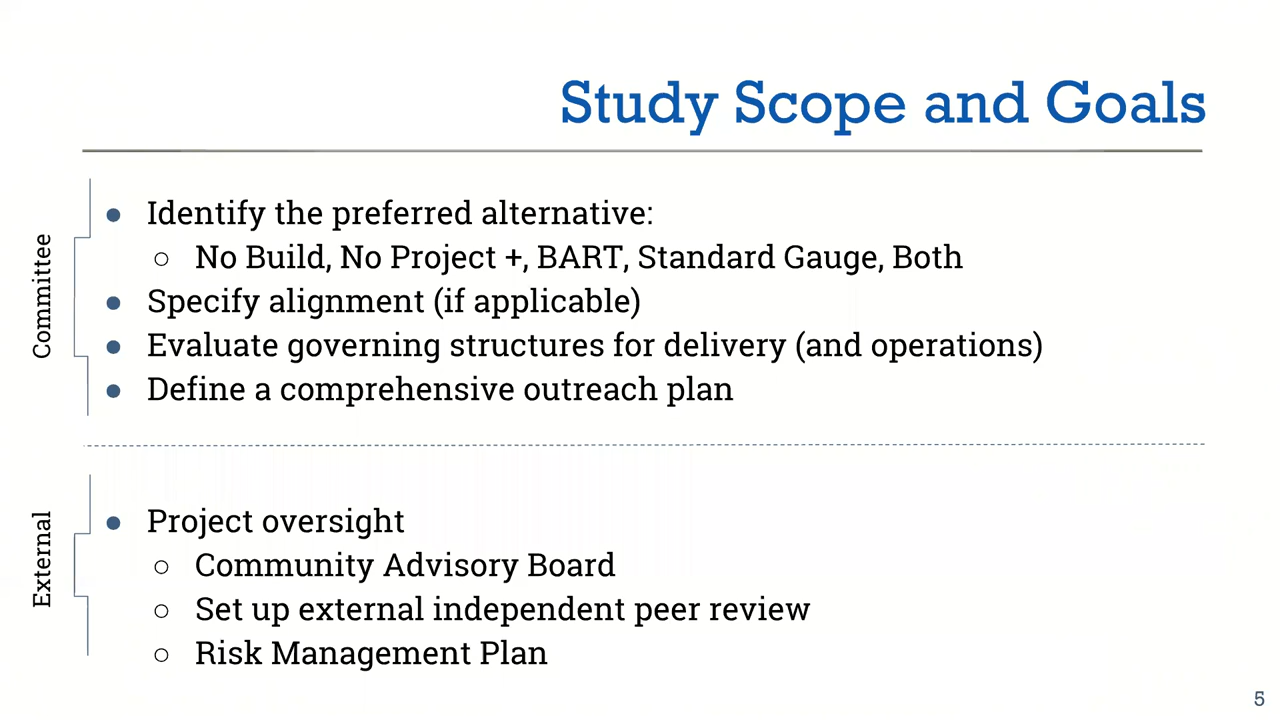 Study Scope and Goals
Committee
● Identify the preferred alternative:
○ No Build, No Project +, BART, Standard Gauge, Both
● Specify alignment (if applicable)
● Evaluate governing structures for delivery (and operations)
● Define a comprehensive outreach plan
External
● Project oversight
○ Community Advisory Board
○ Set up external independent peer review
○ Risk Management Plan
5